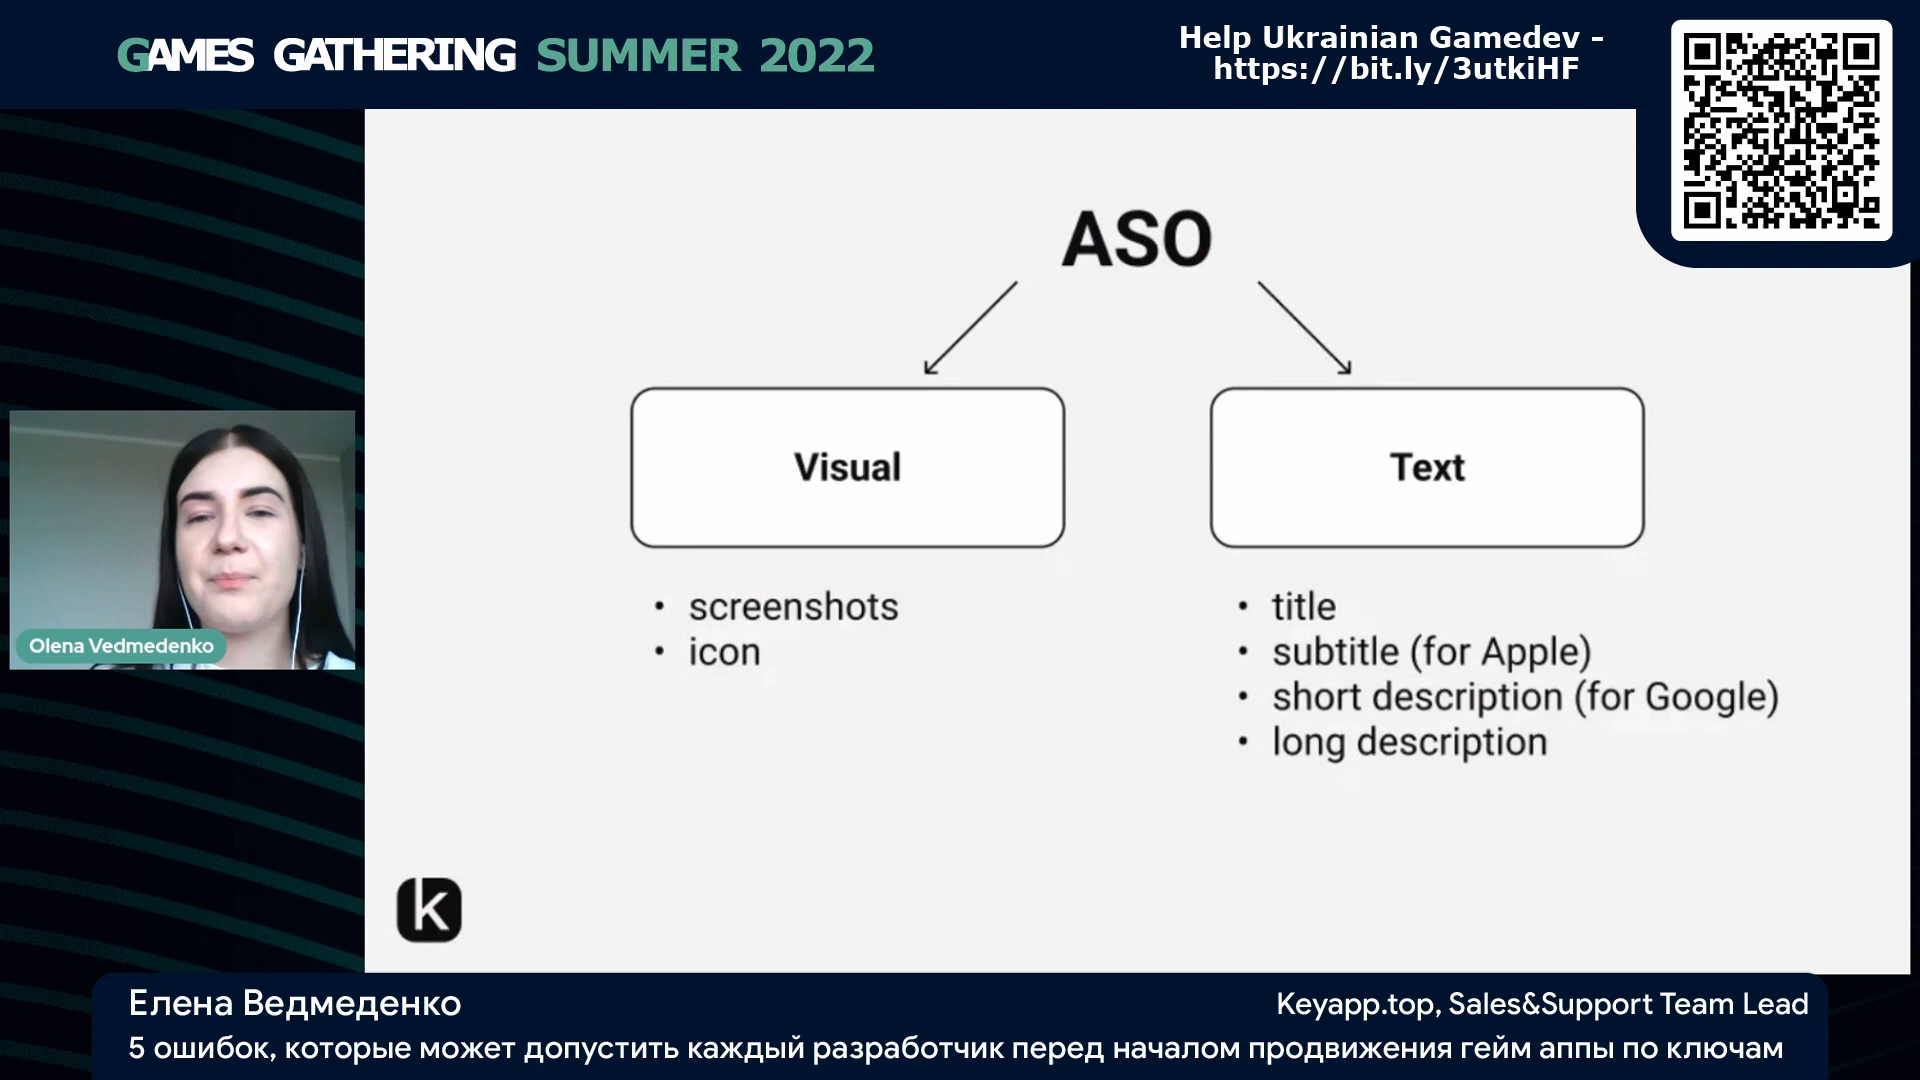 GAMES GATHERING SUMMER 2022
Help Ukrainian Gamedev -
https://bit.ly/3utkiHF
ASO
Visual
• screenshots
• icon
Text
• title
• subtitle (for Apple)
• short description (for Google)
• long description
Olena Vedmedenko
K
Елена Ведмеденко
Keyapp.top, Sales&Support Team Lead
5 ошибок, которые может допустить каждый разработчик перед началом продвижения гейм аппы по ключам